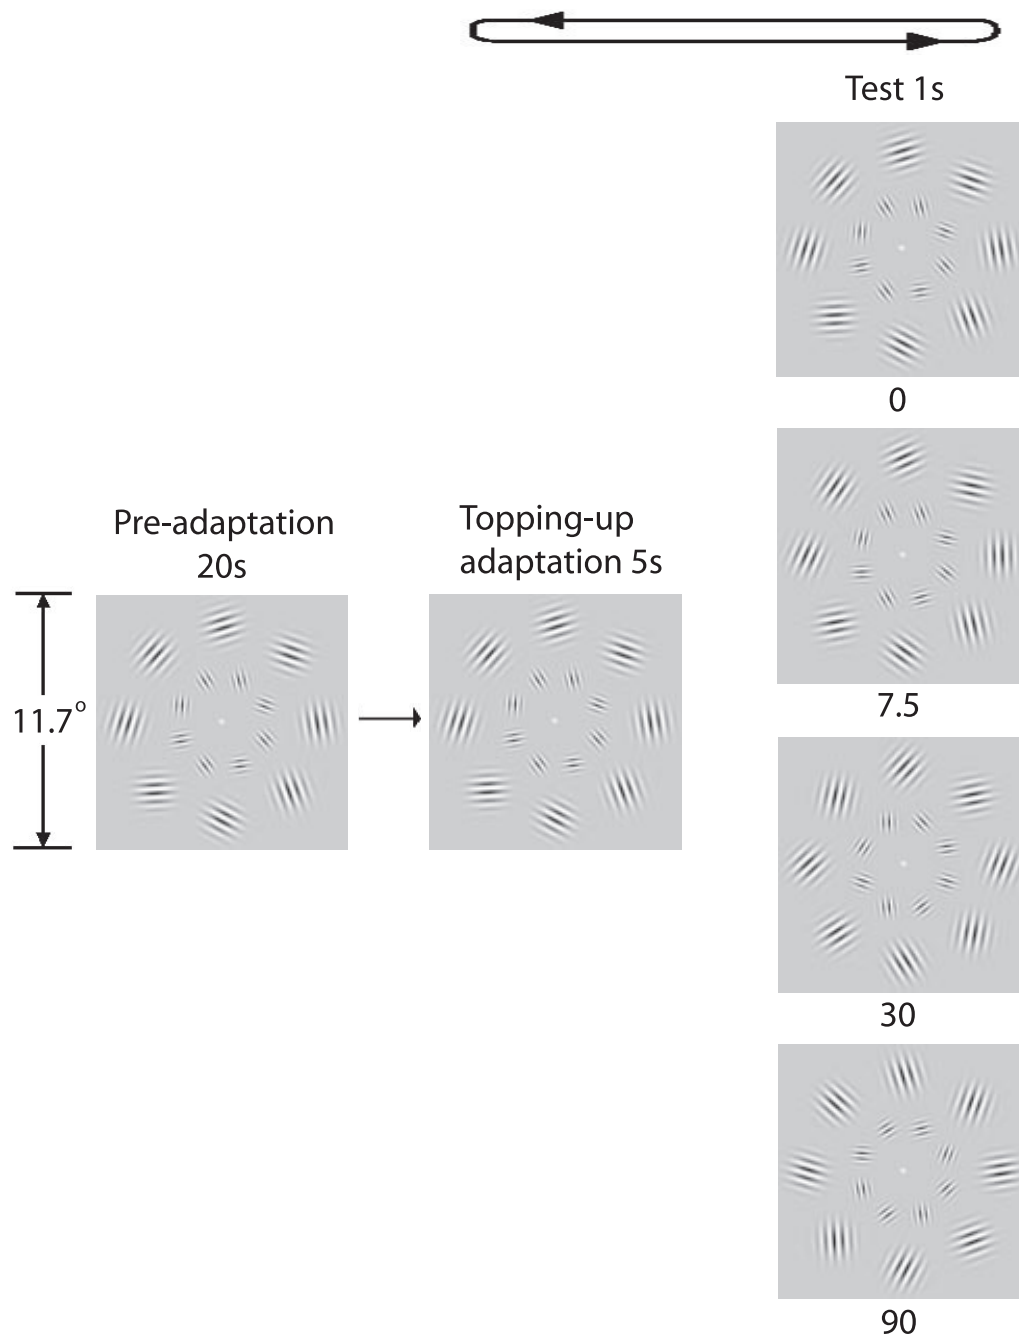 Test 1s
0
7.5
Pre-adaptation
20s
Topping-up
adaptation 5s
11.7°
30
90